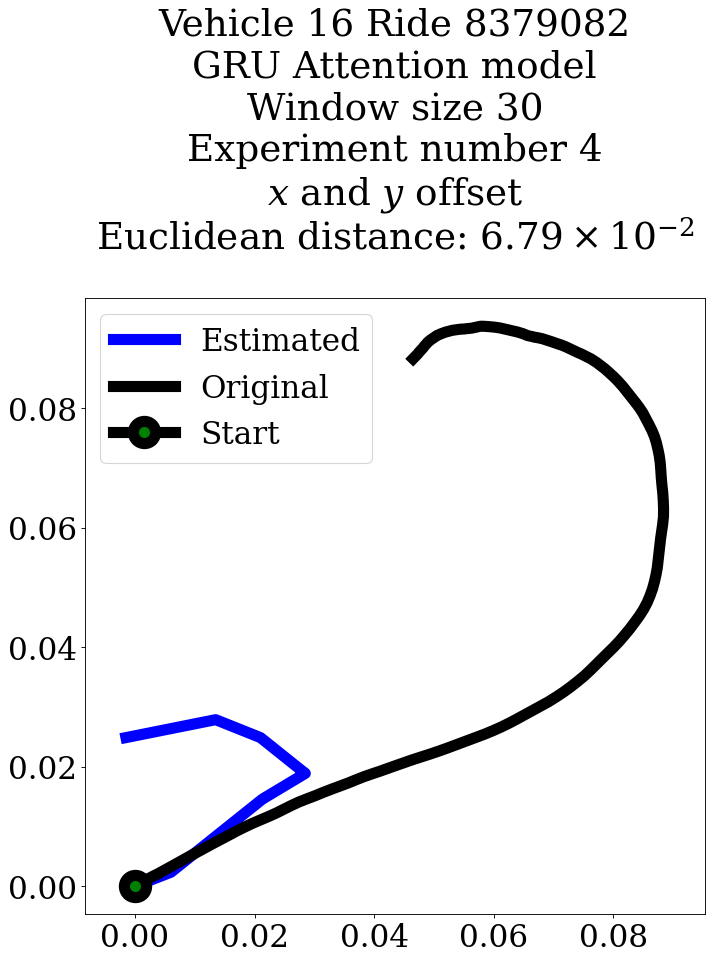 Vehicle 16 Ride 8379082
GRU Attention model
Window size 30
Experiment number 4
x and y offset
Euclidean distance: 6.79 × 10⁻²
Estimated
Original
Start
0.08
0.06
0.04
0.02
0.00
0.00 0.02 0.04 0.06 0.08